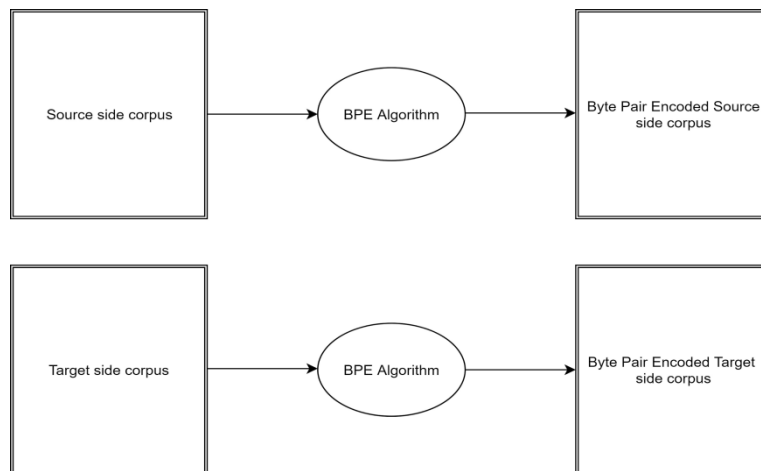 Source side corpus
BPE Algorithm
Byte Pair Encoded Source
side corpus
Target side corpus
BPE Algorithm
Byte Pair Encoded Target
side corpus